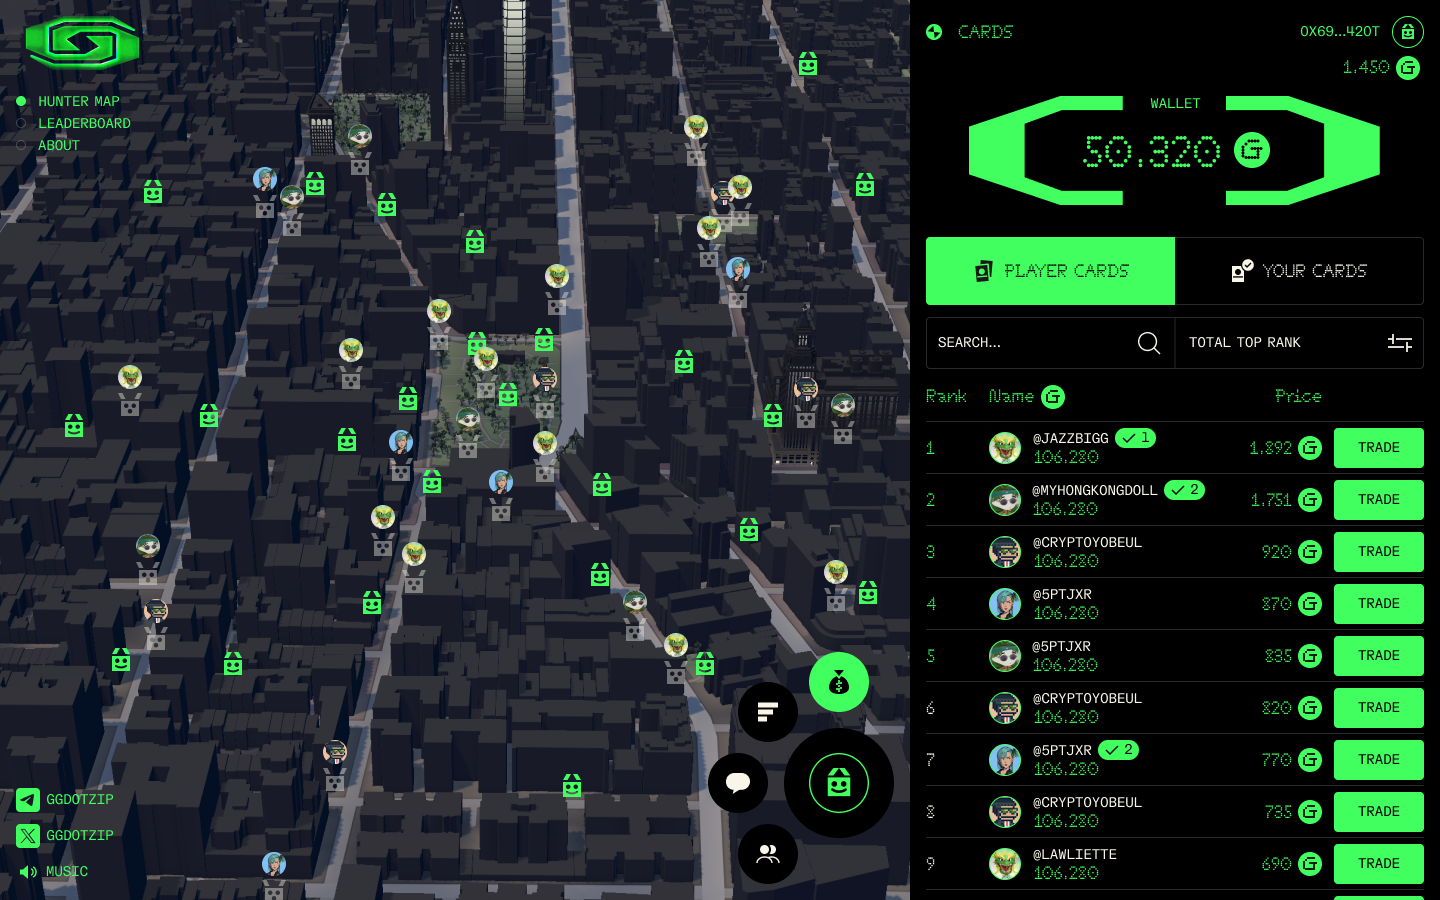 HUNTER MAP
LEADERBOARD
ABOUT
GGDOTZIP
GGDOTZIP
MUSIC
CARDS
0X69...420T
1.450
WALLET
50.320
PLAYER CARDS
YOUR CARDS
SEARCH...
TOTAL TOP RANK
Rank Name Price
1 @JAZZBIGG 1 1.892 TRADE
106.280
2 @MYHONGKONGDOLL 2 1.751 TRADE
106.280
3 @CRYPTOYOBEUL 920 TRADE
106.280
4 @5PTJXR 870 TRADE
106.280
5 @5PTJXR 835 TRADE
106.280
6 @CRYPTOYOBEUL 820 TRADE
106.280
7 @5PTJXR 2 770 TRADE
106.280
8 @CRYPTOYOBEUL 735 TRADE
106.280
9 @LAWLIETTE 690 TRADE
106.280